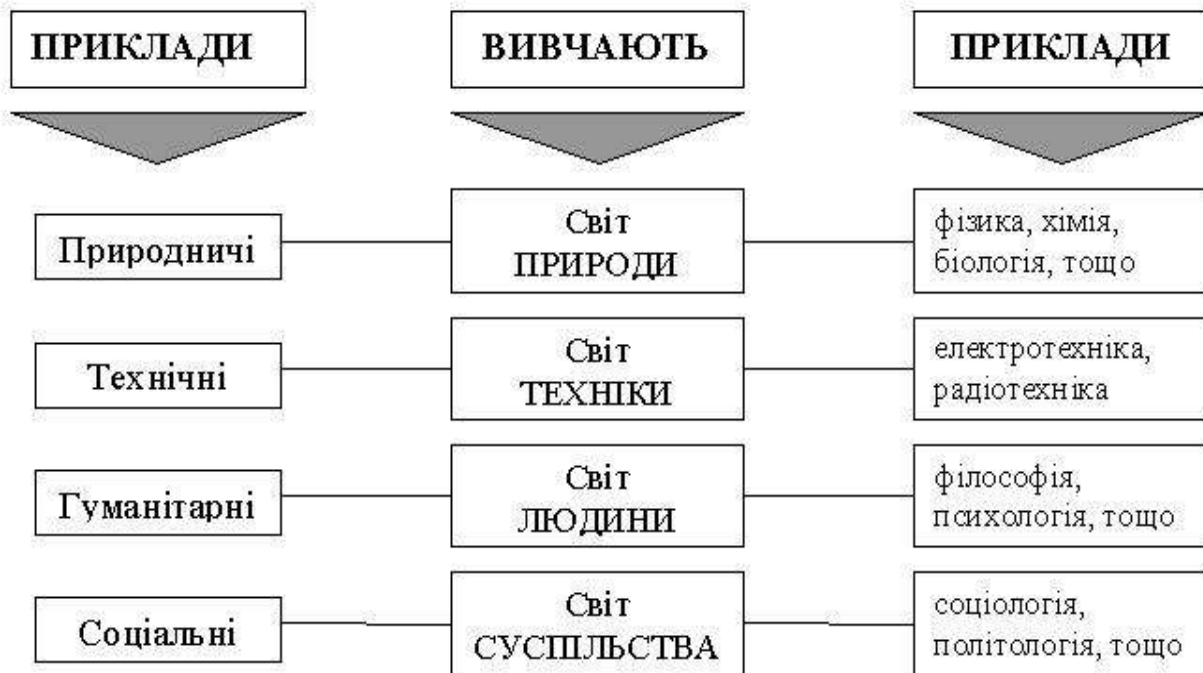 ПРИКЛАДИ
ВИВЧАЮТЬ
ПРИКЛАДИ
Природничі
Світ
ПРИРОДИ
фізика, хімія,
біологія, тощо
Технічні
Світ
ТЕХНІКИ
електротехніка,
радіотехніка
Гуманітарні
Світ
ЛЮДИНИ
філософія,
психологія, тощо
Соціальні
Світ
СУСПІЛЬСТВА
соціологія,
політологія, тощо